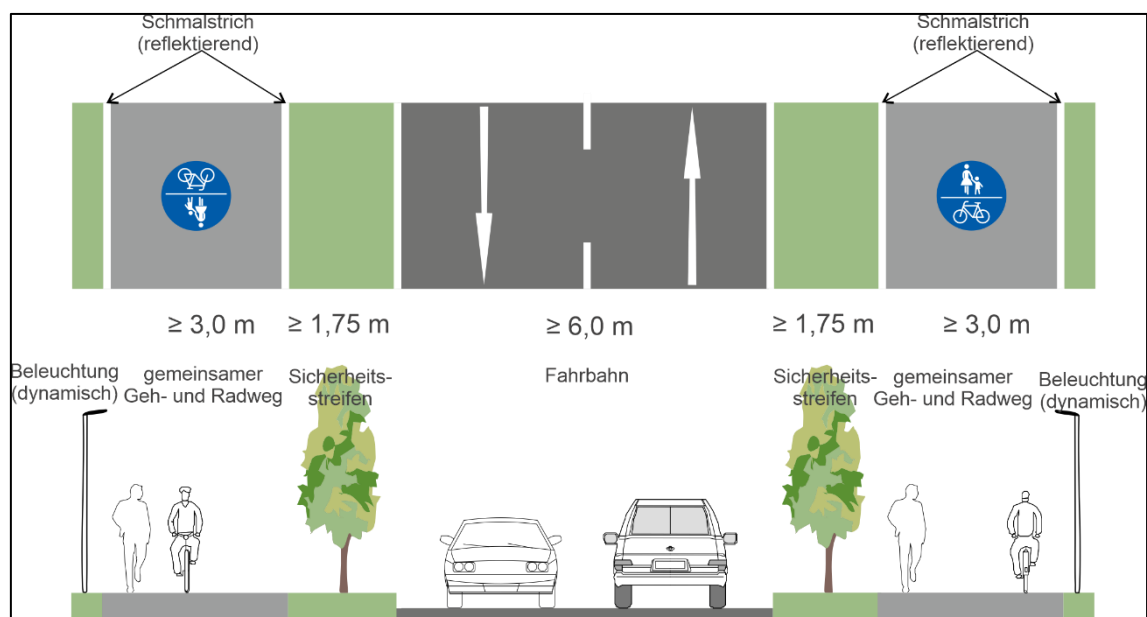 Schmalstrich
(reflektierend)
Schmalstrich
(reflektierend)
≥ 3,0 m
≥ 1,75 m
≥ 6,0 m
≥ 1,75 m
≥ 3,0 m
Beleuchtung
(dynamisch)
gemeinsamer
Geh- und Radweg
Sicherheits-
streifen
Fahrbahn
Sicherheits-
streifen
gemeinsamer
Geh- und Radweg
Beleuchtung
(dynamisch)